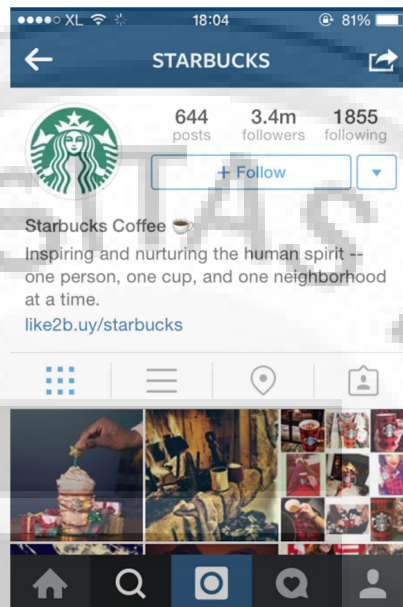 XL 18:04 81%
STARBUCKS
644 3.4m 1855
posts followers following
+ Follow
Starbucks Coffee ☕
Inspiring and nurturing the human spirit --
one person, one cup, and one neighborhood
at a time.
like2b.uy/starbucks